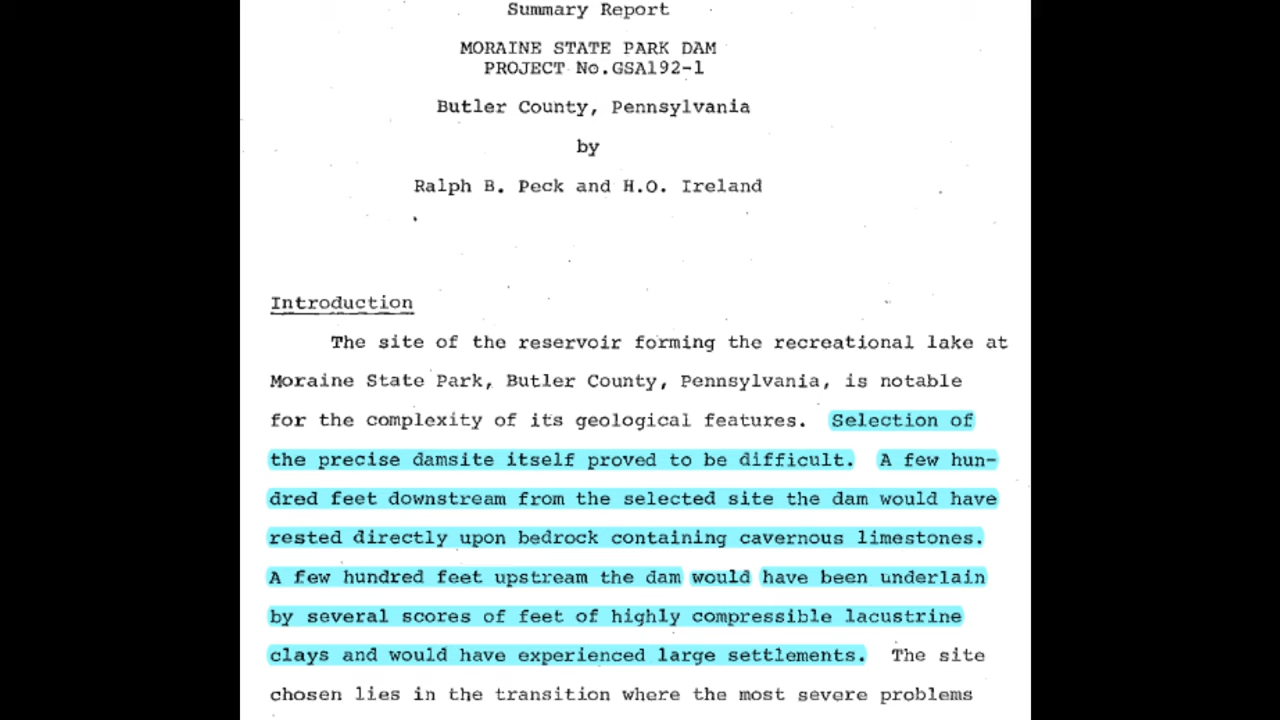 Summary Report
MORAINE STATE PARK DAM
PROJECT No.GSA192-1
Butler County, Pennsylvania
by
Ralph B. Peck and H.O. Ireland
Introduction
The site of the reservoir forming the recreational lake at
Moraine State Park, Butler County, Pennsylvania, is notable
for the complexity of its geological features. Selection of
the precise damsite itself proved to be difficult. A few hun-
dred feet downstream from the selected site the dam would have
rested directly upon bedrock containing cavernous limestones.
A few hundred feet upstream the dam would have been underlain
by several scores of feet of highly compressible lacustrine
clays and would have experienced large settlements. The site
chosen lies in the transition where the most severe problems